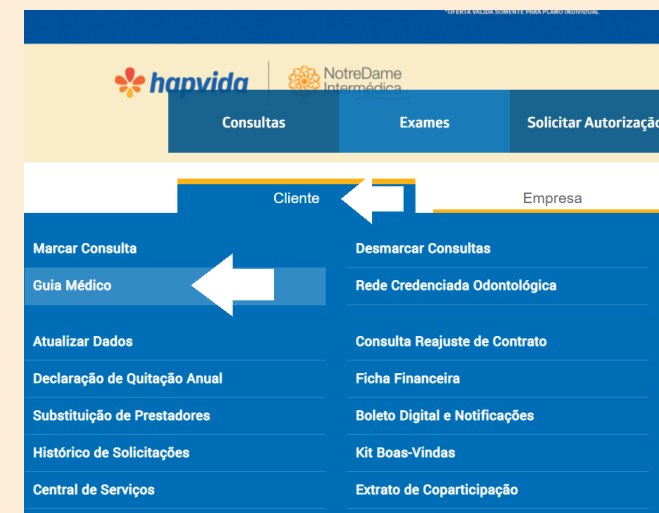 *OFERTA VÁLIDA SOMENTE PARA PLANO INDIVIDUAL
hapvida
NotreDame
Intermédica
Consultas
Exames
Solicitar Autorização
Cliente
Empresa
Marcar Consulta
Desmarcar Consultas
Guia Médico
Rede Credenciada Odontológica
Atualizar Dados
Consulta Reajuste de Contrato
Declaração de Quitação Anual
Ficha Financeira
Substituição de Prestadores
Boleto Digital e Notificações
Histórico de Solicitações
Kit Boas-Vindas
Central de Serviços
Extrato de Coparticipação